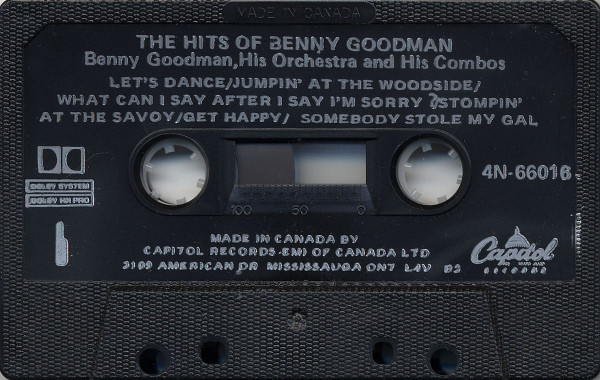 MADE IN CANADA
THE HITS OF BENNY GOODMAN
Benny Goodman, His Orchestra and His Combos
LET'S DANCE/JUMPIN' AT THE WOODSIDE/
WHAT CAN I SAY AFTER I SAY I'M SORRY ?/STOMPIN'
AT THE SAVOY/GET HAPPY/ SOMEBODY STOLE MY GAL
4N-66016
DOLBY SYSTEM
DOLBY HX PRO
100 50 0
1
MADE IN CANADA BY
CAPITOL RECORDS-EMI OF CANADA LTD
3109 AMERICAN DR MISSISSAUGA ONT L4V B2
Capitol
RECORDS